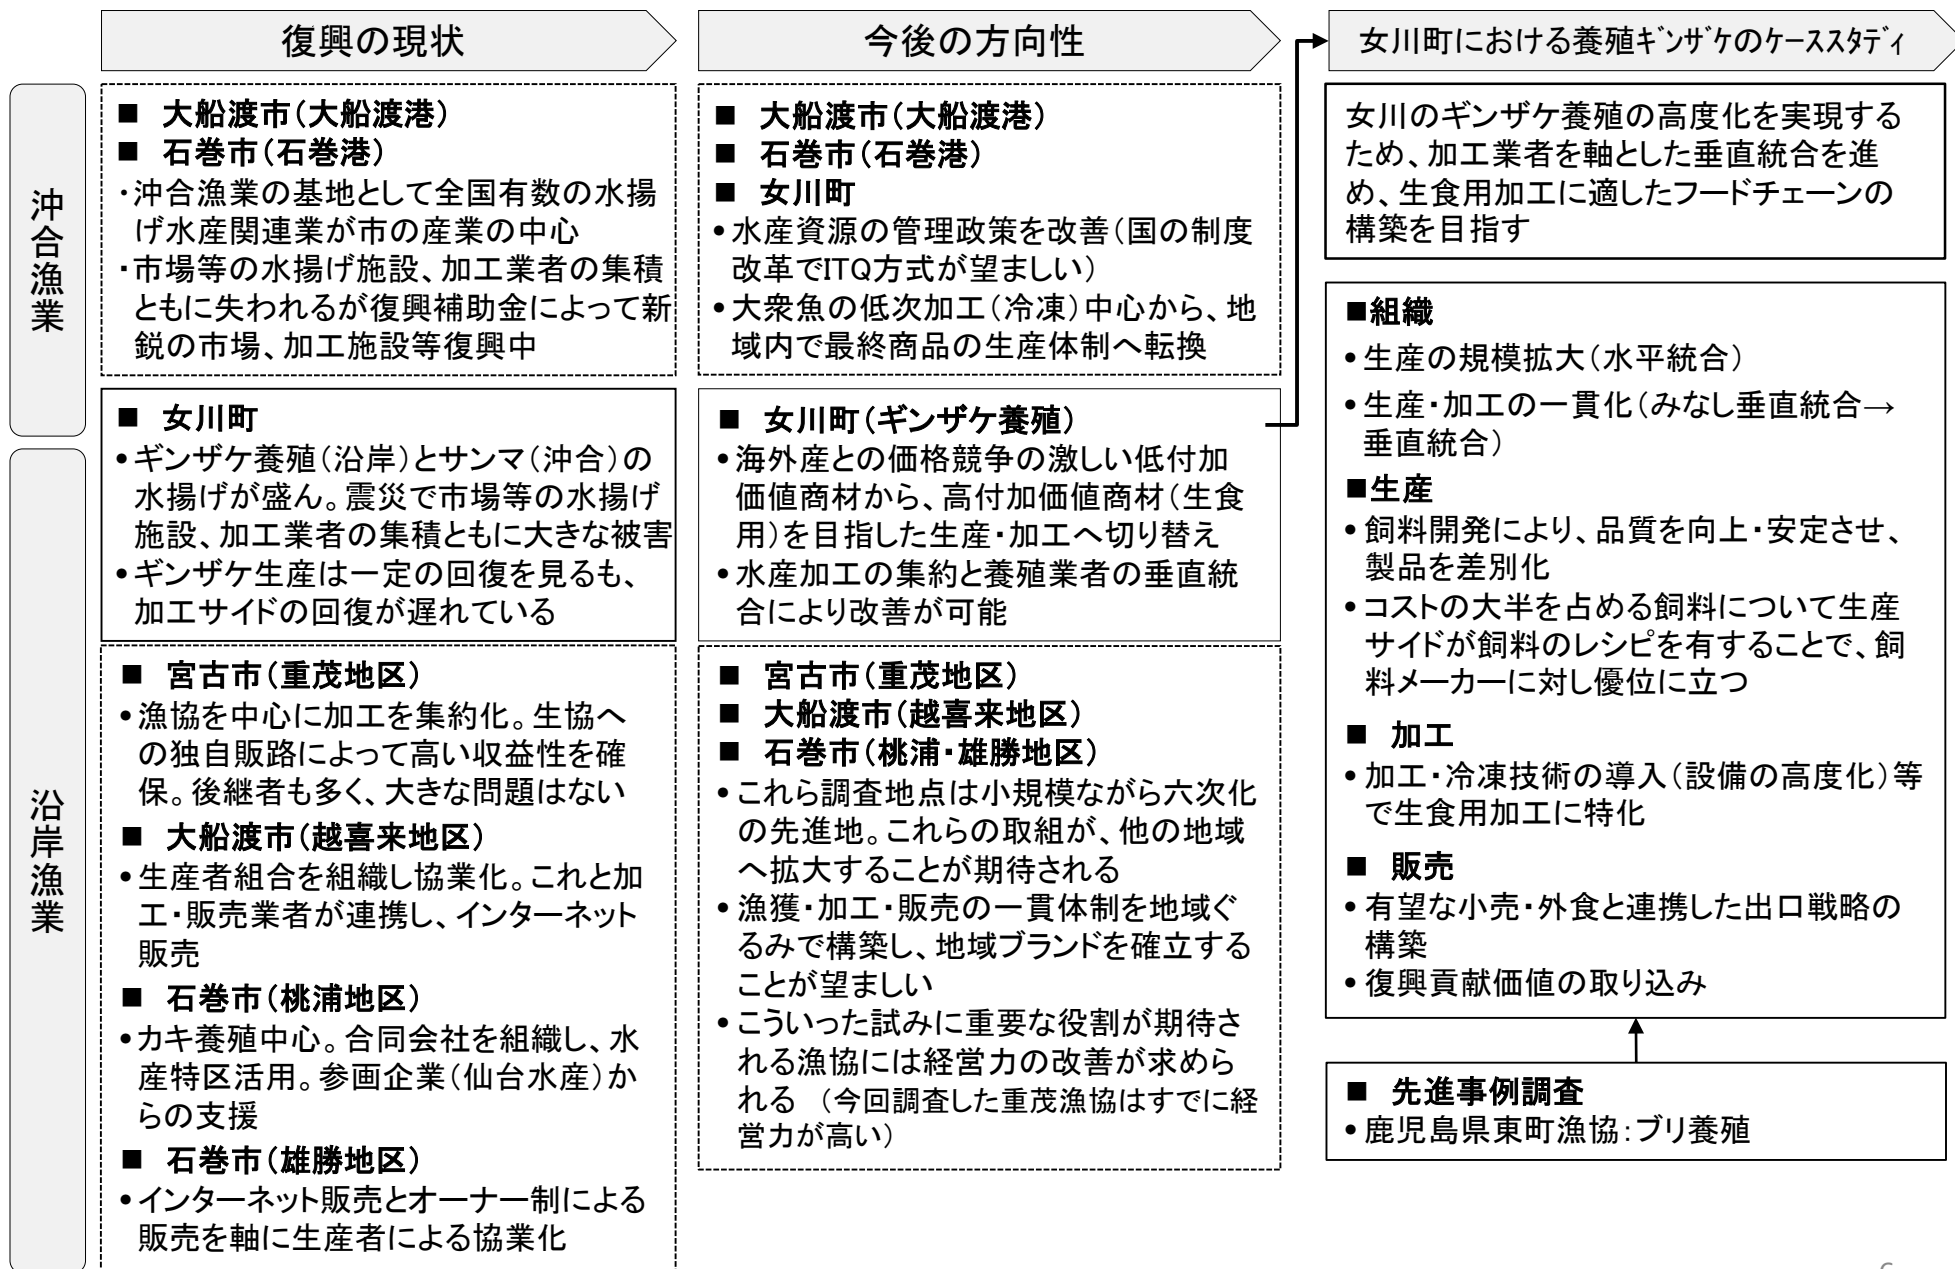 復興の現状
今後の方向性
女川町における養殖ｷﾞﾝｻﾞｹのケーススタﾃﾞｨ
沖合漁業
■ 大船渡市（大船渡港）
■ 石巻市（石巻港）
・沖合漁業の基地として全国有数の水揚
げ水産関連業が市の産業の中心
・市場等の水揚げ施設、加工業者の集積
ともに失われるが復興補助金によって新
鋭の市場、加工施設等復興中
■ 女川町
•ギンザケ養殖（沿岸）とサンマ（沖合）の
水揚げが盛ん。震災で市場等の水揚げ
施設、加工業者の集積ともに大きな被害
•ギンザケ生産は一定の回復を見るも、
加工サイドの回復が遅れている
沿岸漁業
■ 宮古市（重茂地区）
•漁協を中心に加工を集約化。生協へ
の独自販路によって高い収益性を確
保。後継者も多く、大きな問題はない
■ 大船渡市（越喜来地区）
•生産者組合を組織し協業化。これと加
工・販売業者が連携し、インターネット
販売
■ 石巻市（桃浦地区）
•カキ養殖中心。合同会社を組織し、水
産特区活用。参画企業（仙台水産）か
らの支援
■ 石巻市（雄勝地区）
•インターネット販売とオーナー制による
販売を軸に生産者による協業化
■ 大船渡市（大船渡港）
■ 石巻市（石巻港）
■ 女川町
•水産資源の管理政策を改善（国の制度
改革でITQ方式が望ましい）
•大衆魚の低次加工（冷凍）中心から、地
域内で最終商品の生産体制へ転換
■ 女川町（ギンザケ養殖）
•海外産との価格競争の激しい低付加
価値商材から、高付加価値商材（生食
用）を目指した生産・加工へ切り替え
•水産加工の集約と養殖業者の垂直統
合により改善が可能
■ 宮古市（重茂地区）
■ 大船渡市（越喜来地区）
■ 石巻市（桃浦・雄勝地区）
•これら調査地点は小規模ながら六次化
の先進地。これらの取組が、他の地域
へ拡大することが期待される
•漁獲・加工・販売の一貫体制を地域ぐ
るみで構築し、地域ブランドを確立する
ことが望ましい
•こういった試みに重要な役割が期待さ
れる漁協には経営力の改善が求めら
れる （今回調査した重茂漁協はすでに経
営力が高い）
女川のギンザケ養殖の高度化を実現する
ため、加工業者を軸とした垂直統合を進
め、生食用加工に適したフードチェーンの
構築を目指す
■組織
•生産の規模拡大（水平統合）
•生産・加工の一貫化（みなし垂直統合→
垂直統合）
■生産
•飼料開発により、品質を向上・安定させ、
製品を差別化
•コストの大半を占める飼料について生産
サイドが飼料のレシピを有することで、飼
料メーカーに対し優位に立つ
■ 加工
•加工・冷凍技術の導入（設備の高度化）等
で生食用加工に特化
■ 販売
•有望な小売・外食と連携した出口戦略の
構築
•復興貢献価値の取り込み
■ 先進事例調査
•鹿児島県東町漁協：ブリ養殖